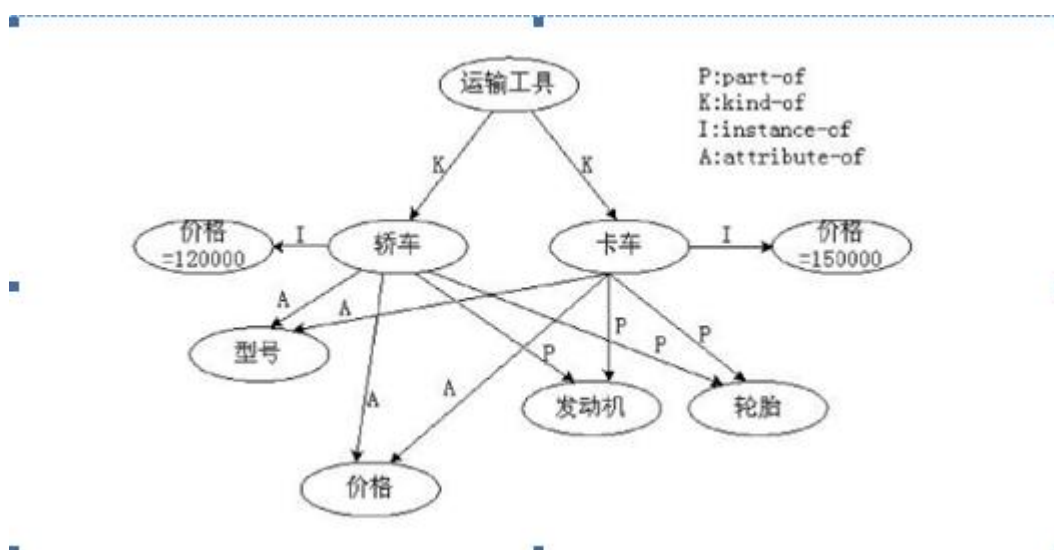 运输工具
P:part-of
K:kind-of
I:instance-of
A:attribute-of
K
K
价格
=120000
I
轿车
卡车
I
价格
=150000
A
A
型号
P
P
P
P
A
A
发动机
轮胎
价格